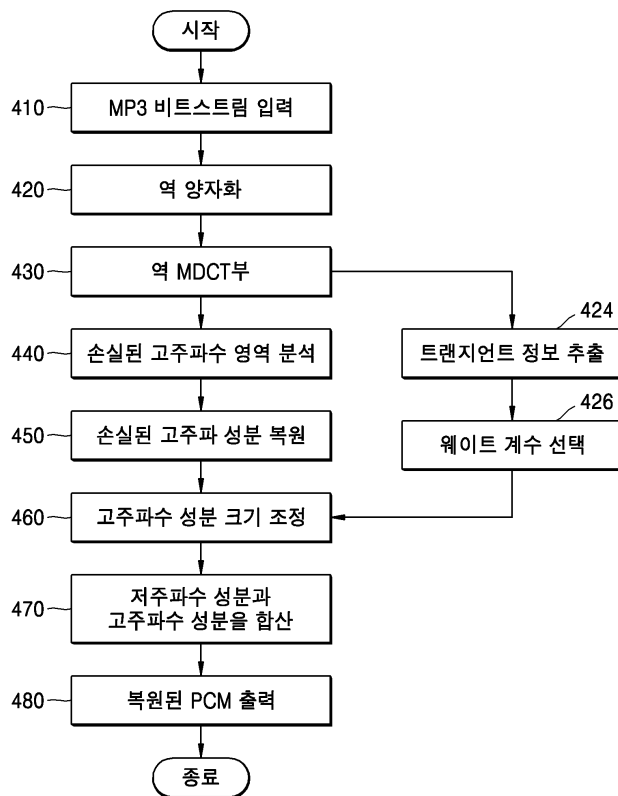 시작
410
MP3 비트스트림 입력
420
역 양자화
430
역 MDCT부
440
손실된 고주파수 영역 분석
424
트랜지언트 정보 추출
450
손실된 고주파 성분 복원
426
웨이트 계수 선택
460
고주파수 성분 크기 조정
470
저주파수 성분과
고주파수 성분을 합산
480
복원된 PCM 출력
종료